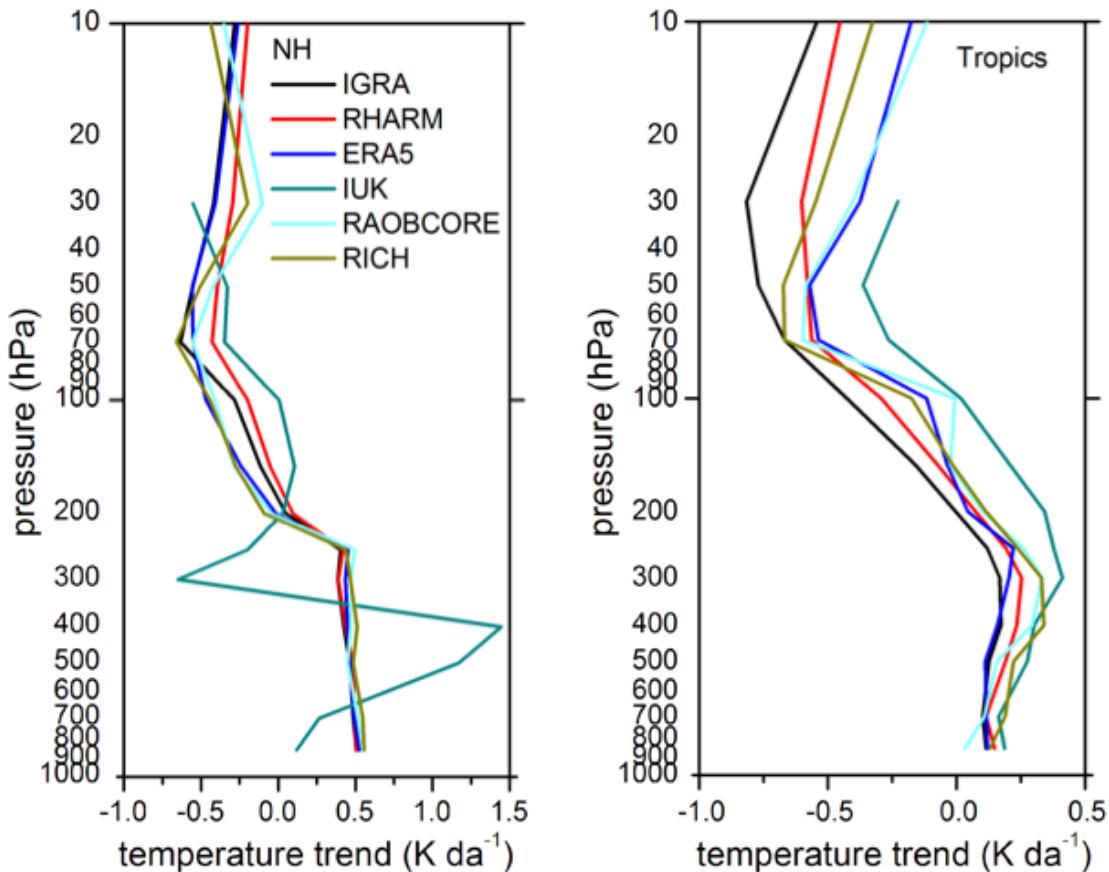 NH
IGRA
RHARM
ERA5
IUK
RAOBCORE
RICH
pressure (hPa)
10
20
30
40
50
60
70
80
90
100
200
300
400
500
600
700
800
900
1000
-1.0 -0.5 0.0 0.5 1.0 1.5
temperature trend (K da⁻¹)
Tropics
pressure (hPa)
10
20
30
40
50
60
70
80
90
100
200
300
400
500
600
700
800
900
1000
-1.0 -0.5 0.0 0.5
temperature trend (K da⁻¹)